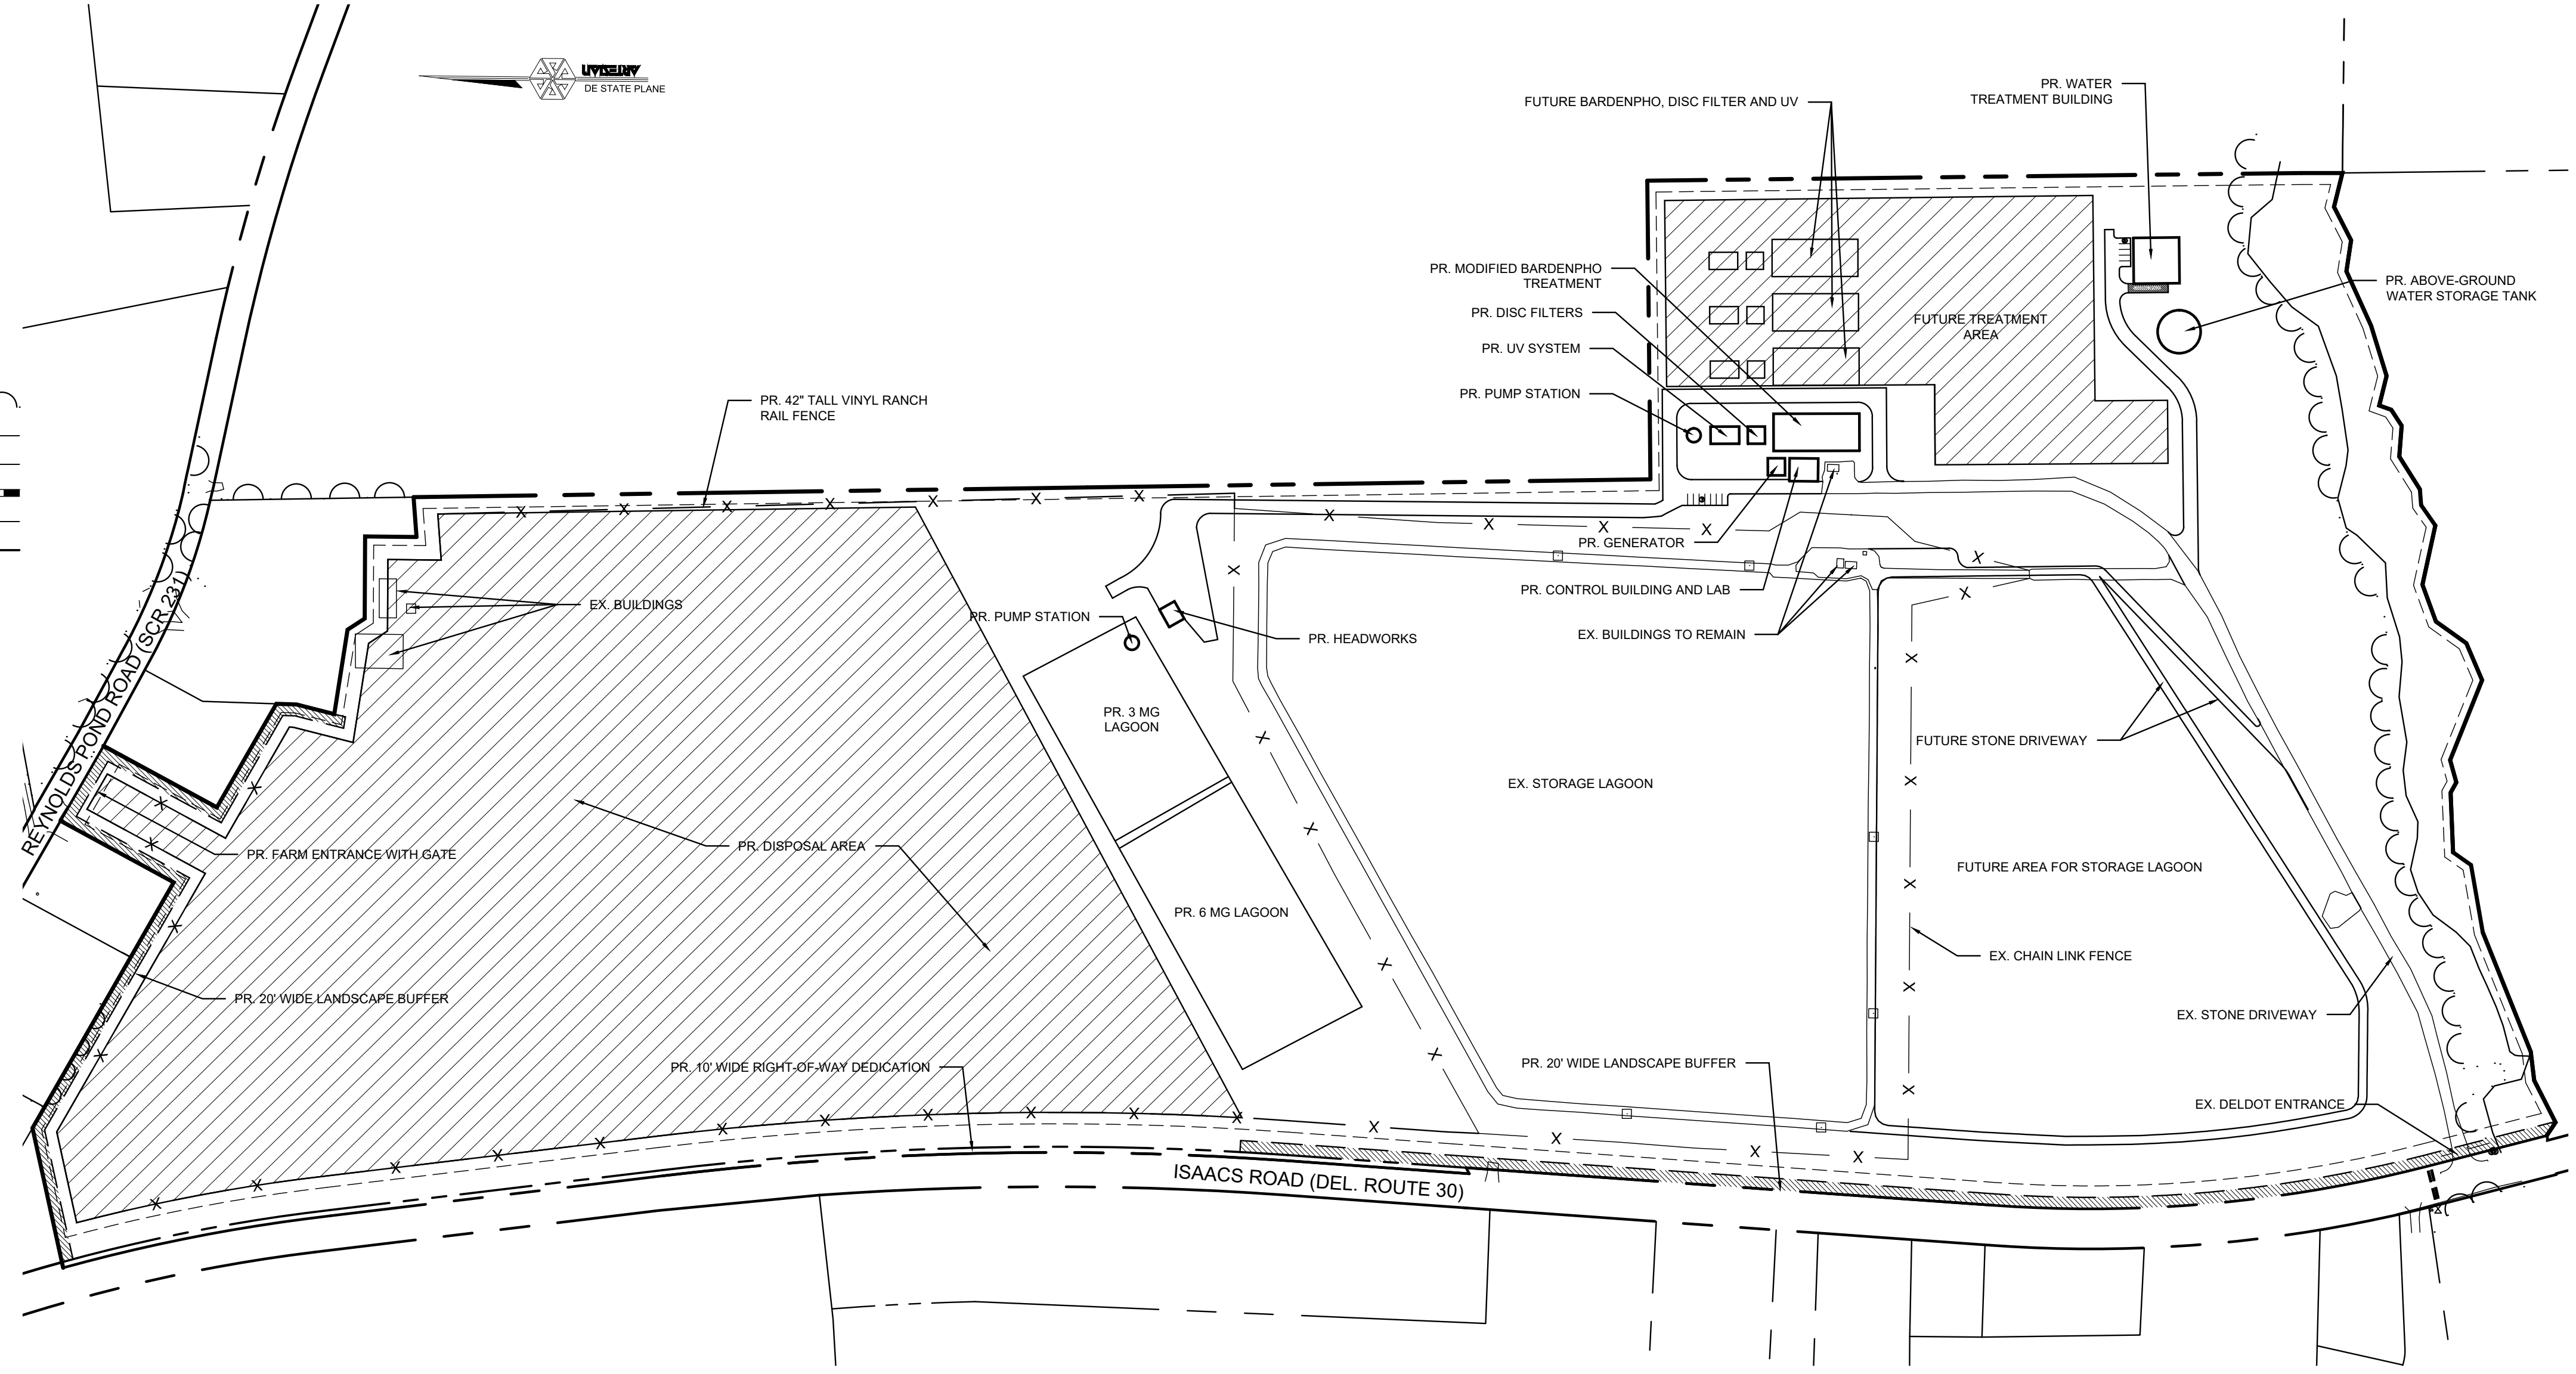 ARTESIAN
DE STATE PLANE
FUTURE BARDENPHO, DISC FILTER AND UV
PR. WATER
TREATMENT BUILDING
PR. MODIFIED BARDENPHO
TREATMENT
PR. DISC FILTERS
PR. UV SYSTEM
PR. PUMP STATION
FUTURE TREATMENT
AREA
PR. ABOVE-GROUND
WATER STORAGE TANK
PR. 42" TALL VINYL RANCH
RAIL FENCE
PR. GENERATOR
PR. CONTROL BUILDING AND LAB
EX. BUILDINGS TO REMAIN
EX. BUILDINGS
PR. PUMP STATION
PR. HEADWORKS
REYNOLDS POND ROAD (SCR 231)
PR. 3 MG
LAGOON
FUTURE STONE DRIVEWAY
EX. STORAGE LAGOON
PR. FARM ENTRANCE WITH GATE
PR. DISPOSAL AREA
FUTURE AREA FOR STORAGE LAGOON
PR. 6 MG LAGOON
EX. CHAIN LINK FENCE
PR. 20' WIDE LANDSCAPE BUFFER
EX. STONE DRIVEWAY
PR. 10' WIDE RIGHT-OF-WAY DEDICATION
PR. 20' WIDE LANDSCAPE BUFFER
EX. DELDOT ENTRANCE
ISAACS ROAD (DEL. ROUTE 30)